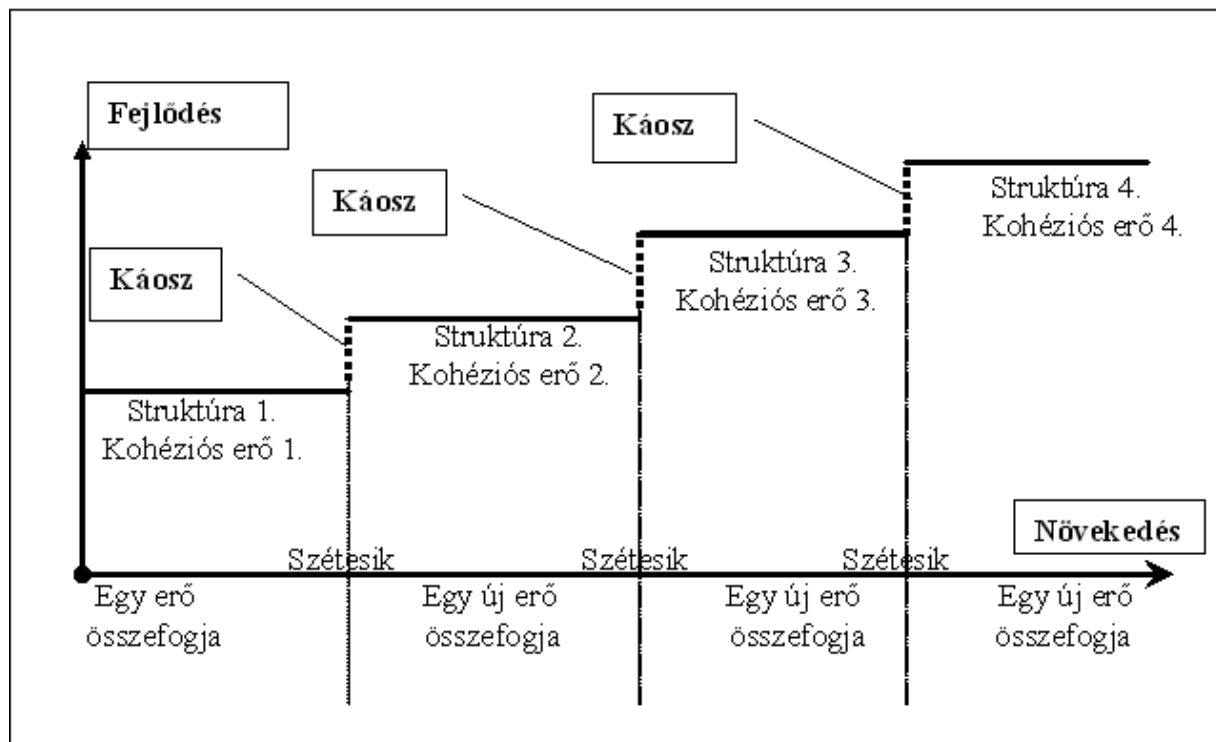 Fejlődés
Káosz
Káosz
Káosz
Struktúra 4.
Kohéziós erő 4.
Struktúra 3.
Kohéziós erő 3.
Struktúra 2.
Kohéziós erő 2.
Struktúra 1.
Kohéziós erő 1.
Növekedés
Szétesik
Szétesik
Szétesik
Egy erő
összefogja
Egy új erő
összefogja
Egy új erő
összefogja
Egy új erő
összefogja